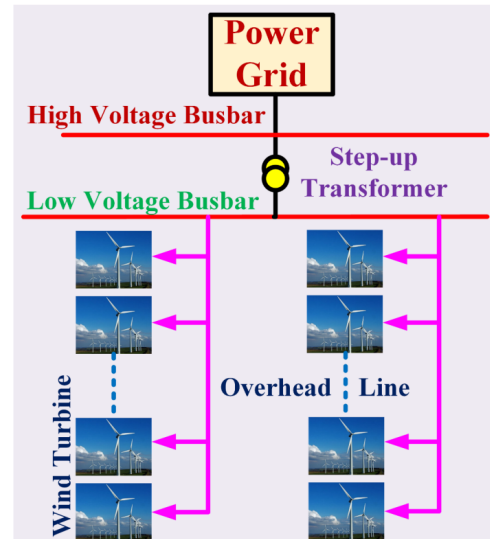 Power
Grid
High Voltage Busbar
Step-up
Transformer
Low Voltage Busbar
Overhead Line
Wind Turbine